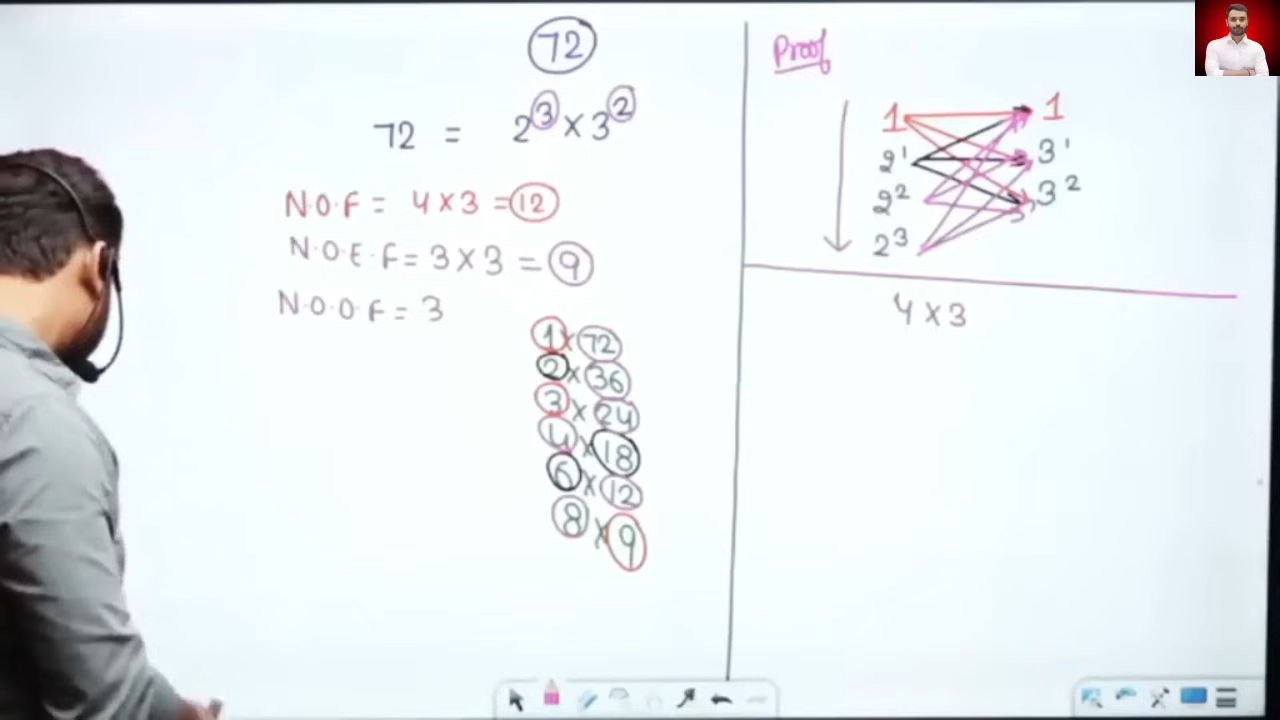 72
72 = 2³ × 3²
N.O.F = 4 × 3 = 12
N.O.E.F = 3 × 3 = 9
N.O.O.F = 3
1 × 72
2 × 36
3 × 24
4 × 18
6 × 12
8 × 9
Proof
1 1
2¹ 3¹
2² 3²
2³
4 × 3